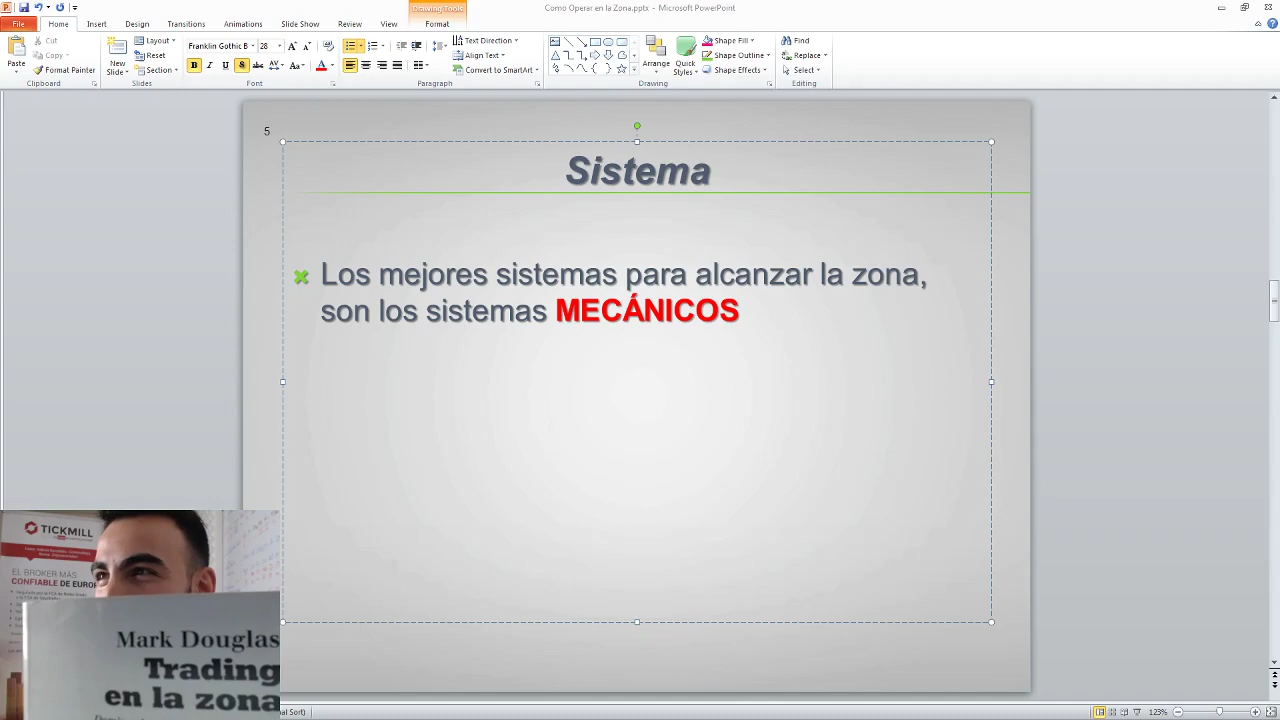 Como Operar en la Zona.pptx - Microsoft PowerPoint
Drawing Tools
File Home Insert Design Transitions Animations Slide Show Review View Format
Paste
Cut
Copy
Format Painter
Clipboard
New
Slide
Layout
Reset
Section
Slides
Franklin Gothic B 28
Font
Text Direction
Align Text
Convert to SmartArt
Paragraph
Arrange
Quick
Styles
Shape Fill
Shape Outline
Shape Effects
Drawing
Find
Replace
Select
Editing
5
Sistema
Los mejores sistemas para alcanzar la zona,
son los sistemas MECÁNICOS
TICKMILL
EL BROKER MÁS
CONFIABLE DE EUROP
Mark Douglas
Trading
en la zona
123%